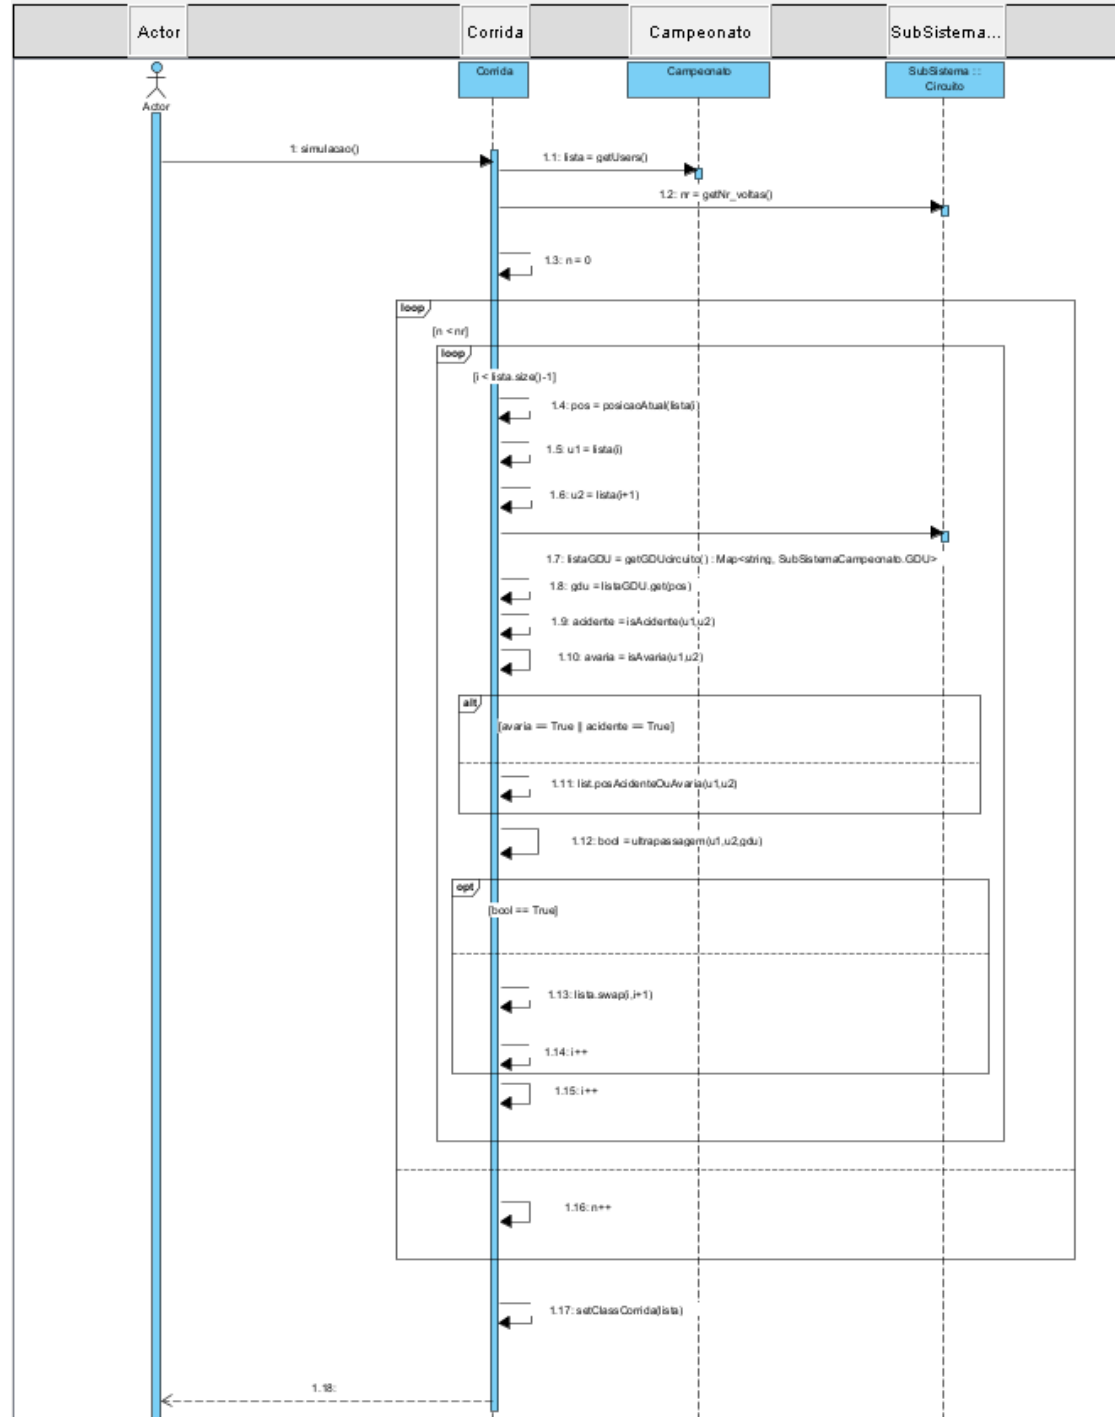 Actor
Corrida
Campeonato
SubSistema...
Actor
Corrida
Campeonato
SubSistema ::
Circuito
1: simulacao()
1.1: lista = getUsers()
1.2: nr = getNr_voltas()
1.3: n = 0
loop
[n < nr]
loop
[i < lista.size()-1]
1.4: pos = posicaoAtual(lista(i)
1.5: u1 = lista(i)
1.6: u2 = lista(i+1)
1.7: listaGDU = getGDUcircuito() : Map<string, SubSistemaCampeonato.GDU>
1.8: gdu = listaGDU.get(pos)
1.9: acidente = isAcidente(u1,u2)
1.10: avaria = isAvaria(u1,u2)
alt
[avaria == True || acidente == True]
1.11: list.posAcidenteOuAvaria(u1,u2)
1.12: bool = ultrapassagem(u1,u2,gdu)
opt
[bool == True]
1.13: lista.swap(i,i+1)
1.14: i++
1.15: i++
1.16: n++
1.17: setClassCorrida(lista)
1.18: